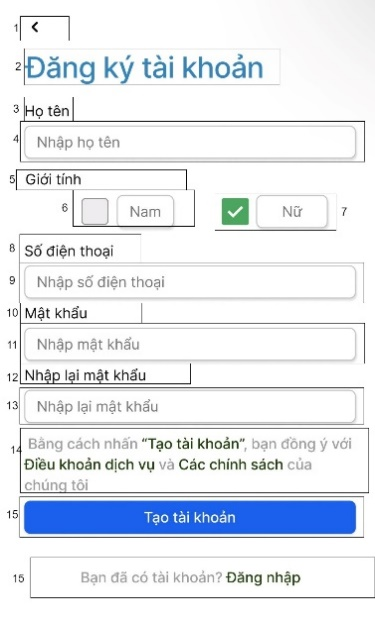 1 <
2 Đăng ký tài khoản
3 Họ tên
4 Nhập họ tên
5 Giới tính
6 Nam Nữ 7
8 Số điện thoại
9 Nhập số điện thoại
10 Mật khẩu
11 Nhập mật khẩu
12 Nhập lại mật khẩu
13 Nhập lại mật khẩu
14 Bằng cách nhấn “Tạo tài khoản”, bạn đồng ý với
Điều khoản dịch vụ và Các chính sách của
chúng tôi
15 Tạo tài khoản
15 Bạn đã có tài khoản? Đăng nhập